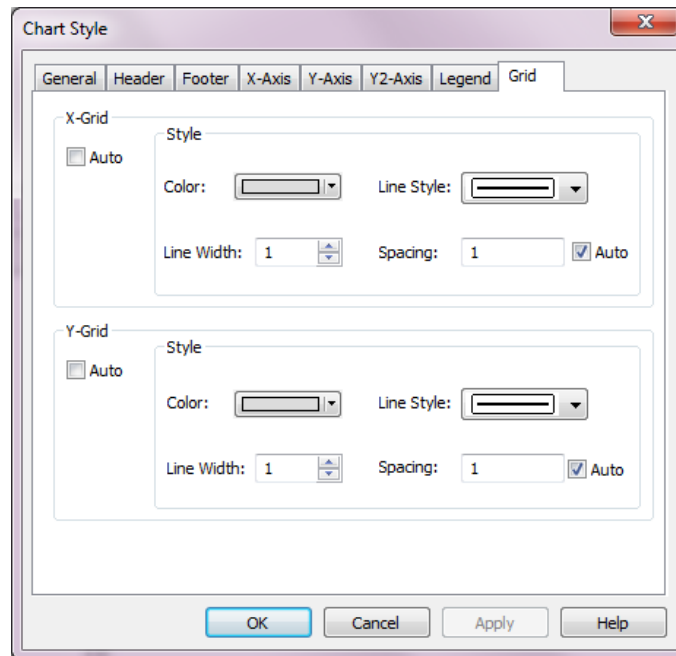 Chart Style
General Header Footer X-Axis Y-Axis Y2-Axis Legend Grid
X-Grid
Style
Auto
Color: Line Style:
Line Width: 1 Spacing: 1 Auto
Y-Grid
Style
Auto
Color: Line Style:
Line Width: 1 Spacing: 1 Auto
OK Cancel Apply Help